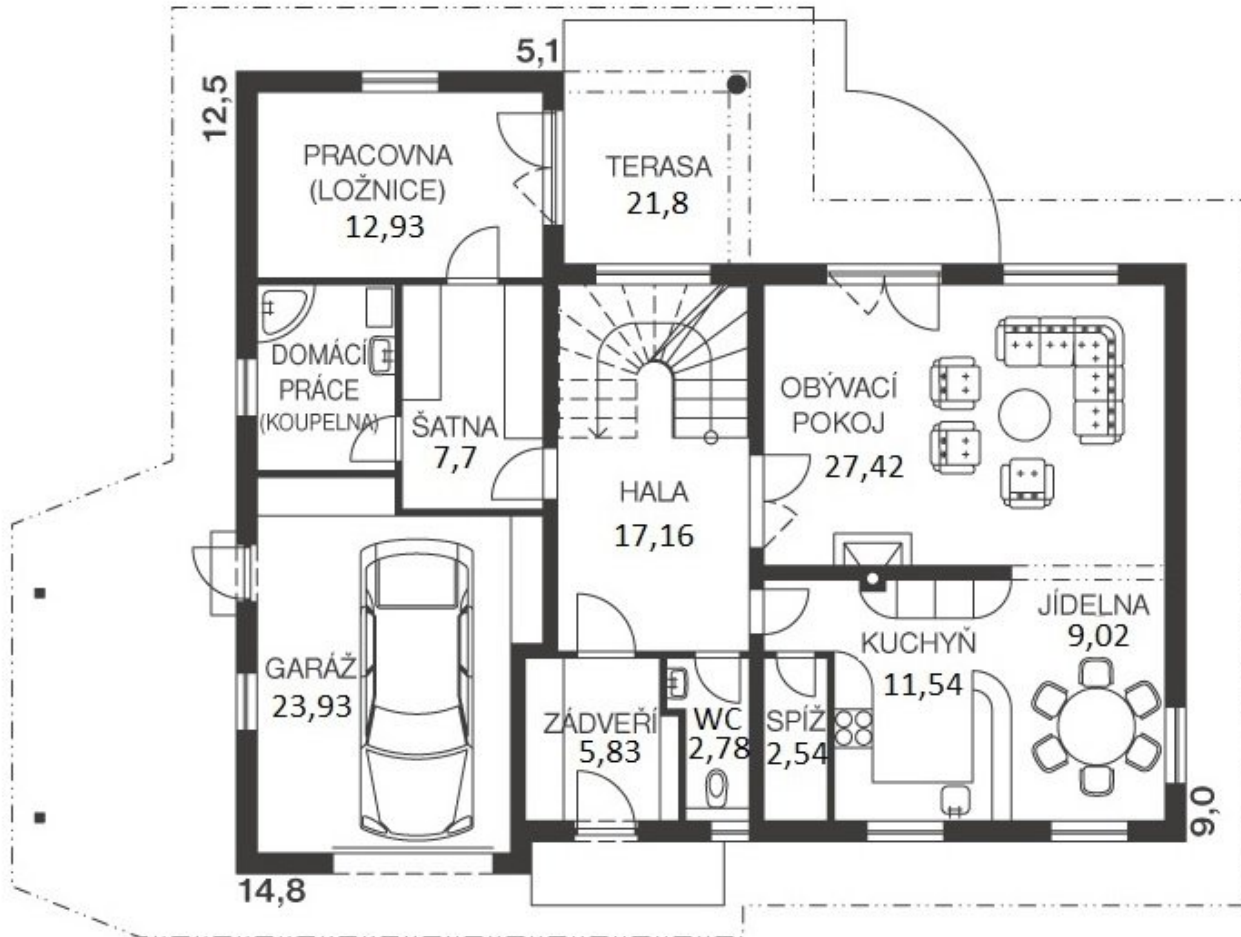 5,1
12,5
PRACOVNA
(LOŽNICE)
12,93
TERASA
21,8
DOMÁCÍ
PRÁCE
(KOUPELNA)
ŠATNA
7,7
HALA
17,16
OBÝVACÍ
POKOJ
27,42
GARÁŽ
23,93
ZÁDVEŘÍ
5,83
WC
2,78
SPÍŽ
2,54
KUCHYŇ
11,54
JÍDELNA
9,02
9,0
14,8